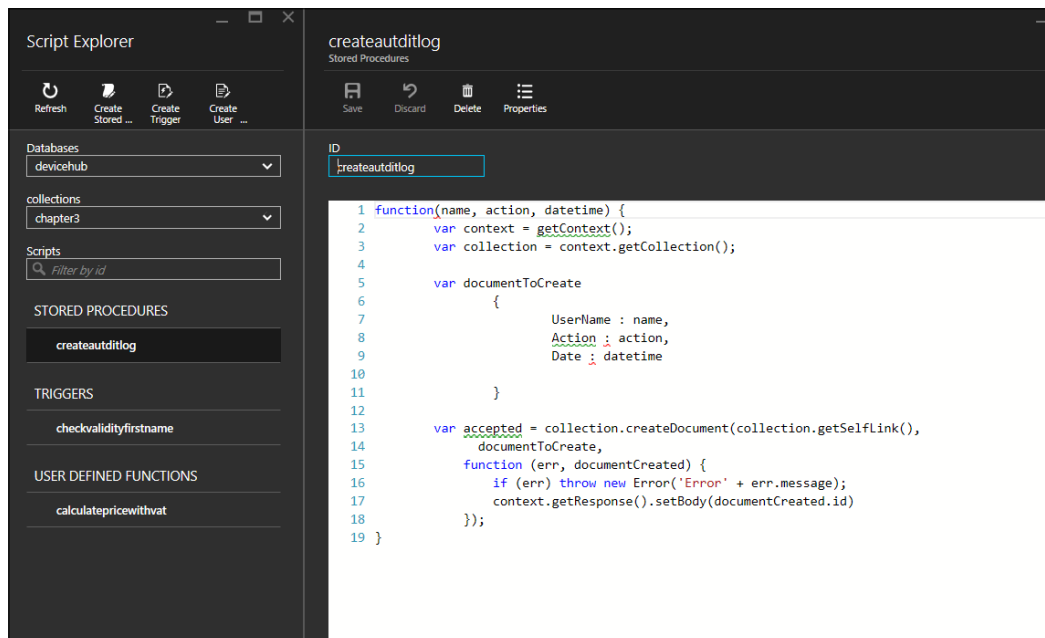 Script Explorer
Refresh
Create
Stored ...
Create
Trigger
Create
User ...
Databases
devicehub
collections
chapter3
Scripts
Filter by id
STORED PROCEDURES
createautditlog
TRIGGERS
checkvalidityfirstname
USER DEFINED FUNCTIONS
calculatepricewithvat
createautditlog
Stored Procedures
Save
Discard
Delete
Properties
ID
createautditlog
1 function(name, action, datetime) {
2 var context = getContext();
3 var collection = context.getCollection();
4
5 var documentToCreate
6 {
7 UserName : name,
8 Action : action,
9 Date : datetime
10
11 }
12
13 var accepted = collection.createDocument(collection.getSelfLink(),
14 documentToCreate,
15 function (err, documentCreated) {
16 if (err) throw new Error('Error' + err.message);
17 context.getResponse().setBody(documentCreated.id)
18 });
19 }